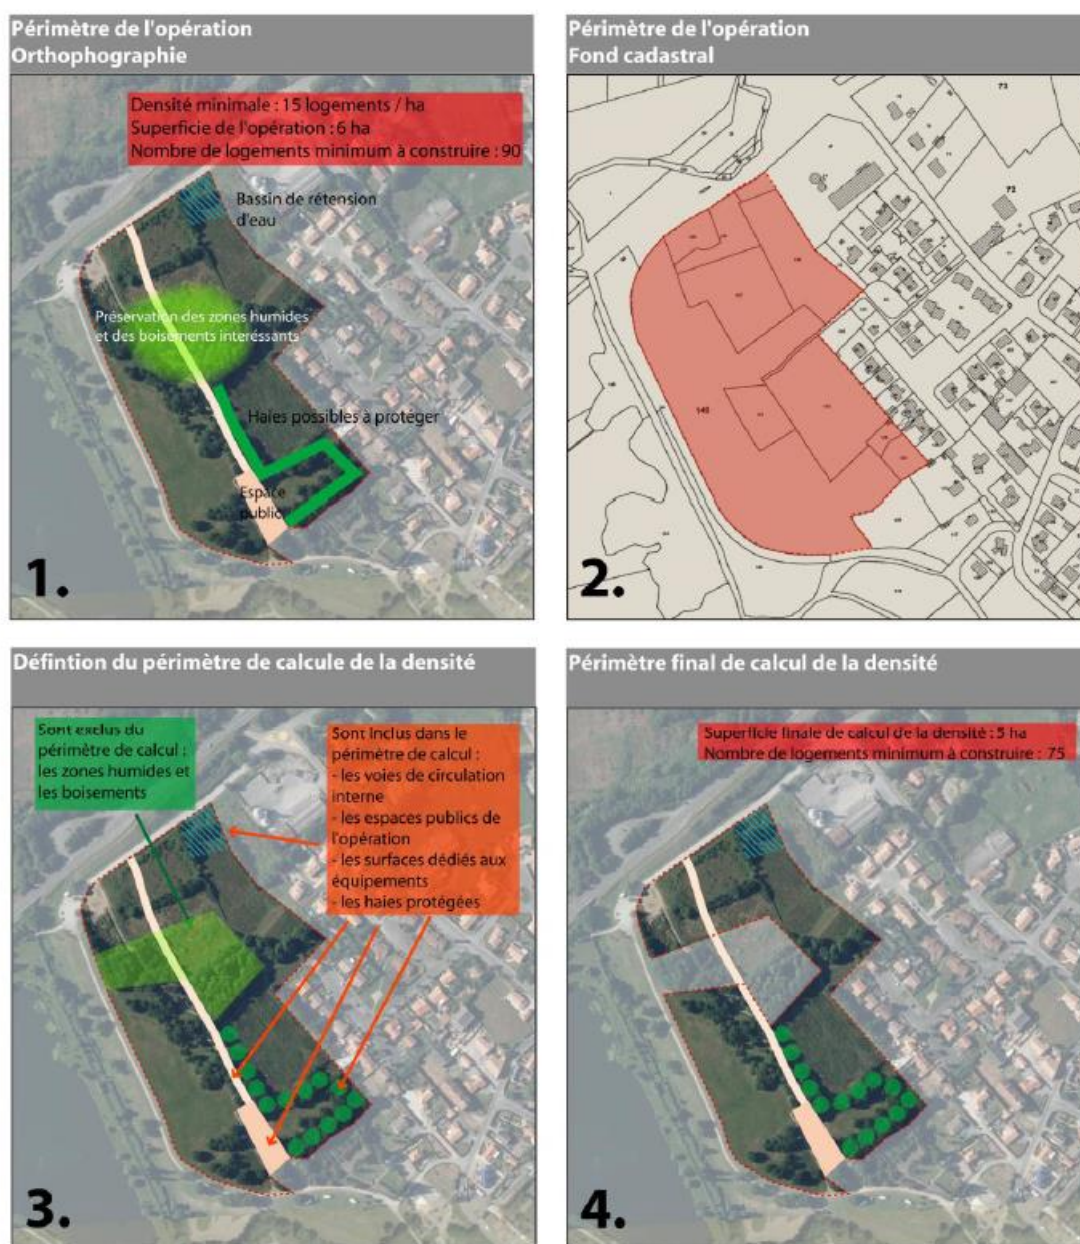 Périmètre de l'opération
Orthophographie
Densité minimale : 15 logements / ha
Superficie de l'opération : 6 ha
Nombre de logements minimum à construire : 90
Bassin de rétension
d'eau
Préservation des zones humides
et des boisements interéssants
Haies possibles à protéger
Espace
public
1.
Périmètre de l'opération
Fond cadastral
73
72
140
2.
Défintion du périmètre de calcule de la densité
Sont exclus du
périmètre de calcul :
les zones humides et
les boisements
Sont inclus dans le
périmètre de calcul :
- les voies de circulation
interne
- les espaces publics de
l'opération
- les surfaces dédiés aux
équipements
- les haies protégées
3.
Périmètre final de calcul de la densité
Superficie finale de calcul de la densité : 5 ha
Nombre de logements minimum à construire : 75
4.